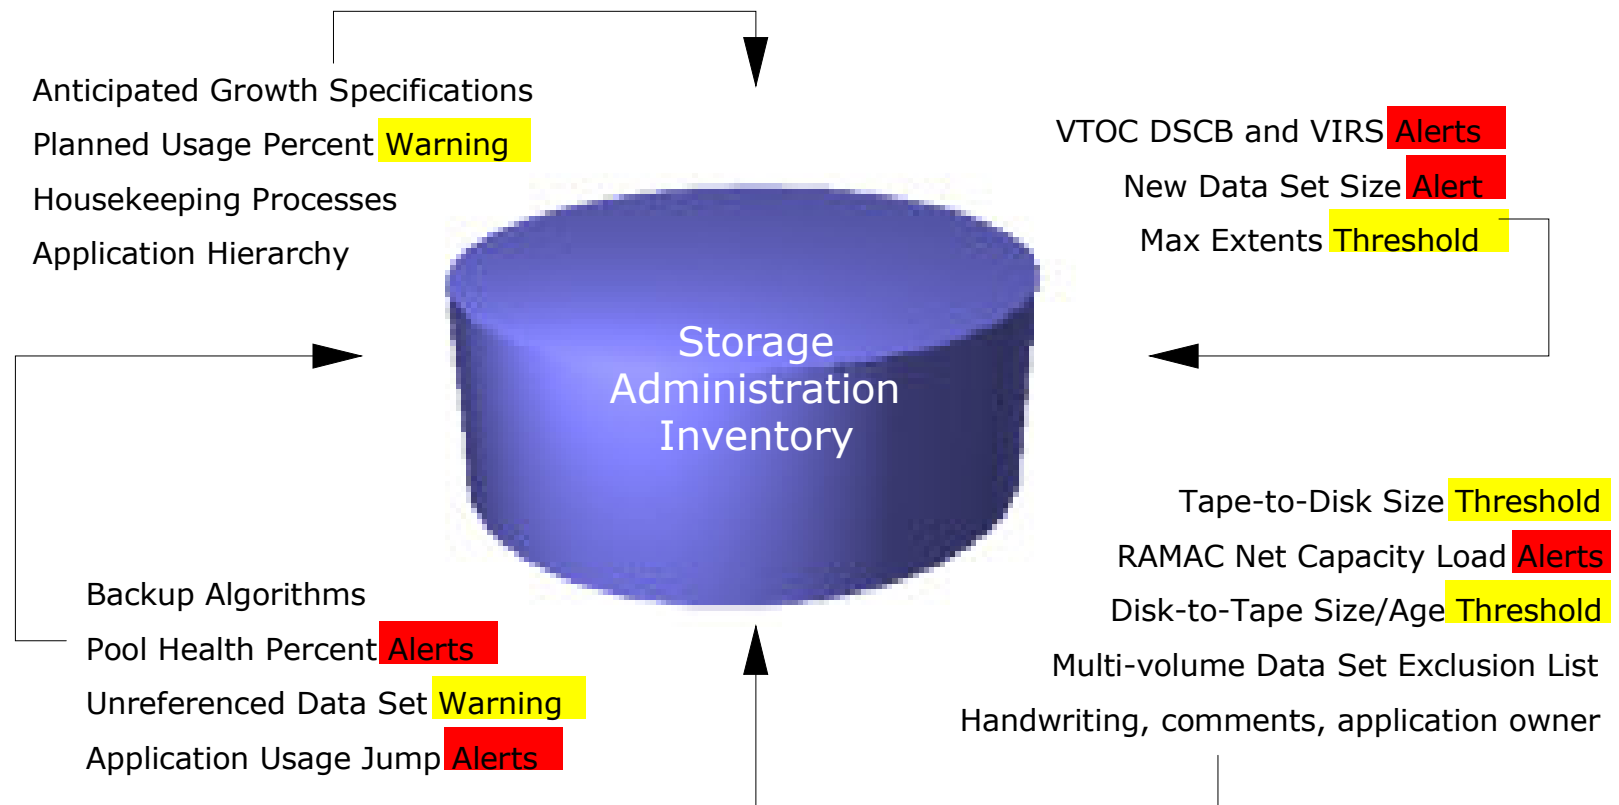 Anticipated Growth Specifications
Planned Usage Percent Warning
Housekeeping Processes
Application Hierarchy
VTOC DSCB and VIRS Alerts
New Data Set Size Alert
Max Extents Threshold
Storage
Administration
Inventory
Backup Algorithms
Pool Health Percent Alerts
Unreferenced Data Set Warning
Application Usage Jump Alerts
Tape-to-Disk Size Threshold
RAMAC Net Capacity Load Alerts
Disk-to-Tape Size/Age Threshold
Multi-volume Data Set Exclusion List
Handwriting, comments, application owner